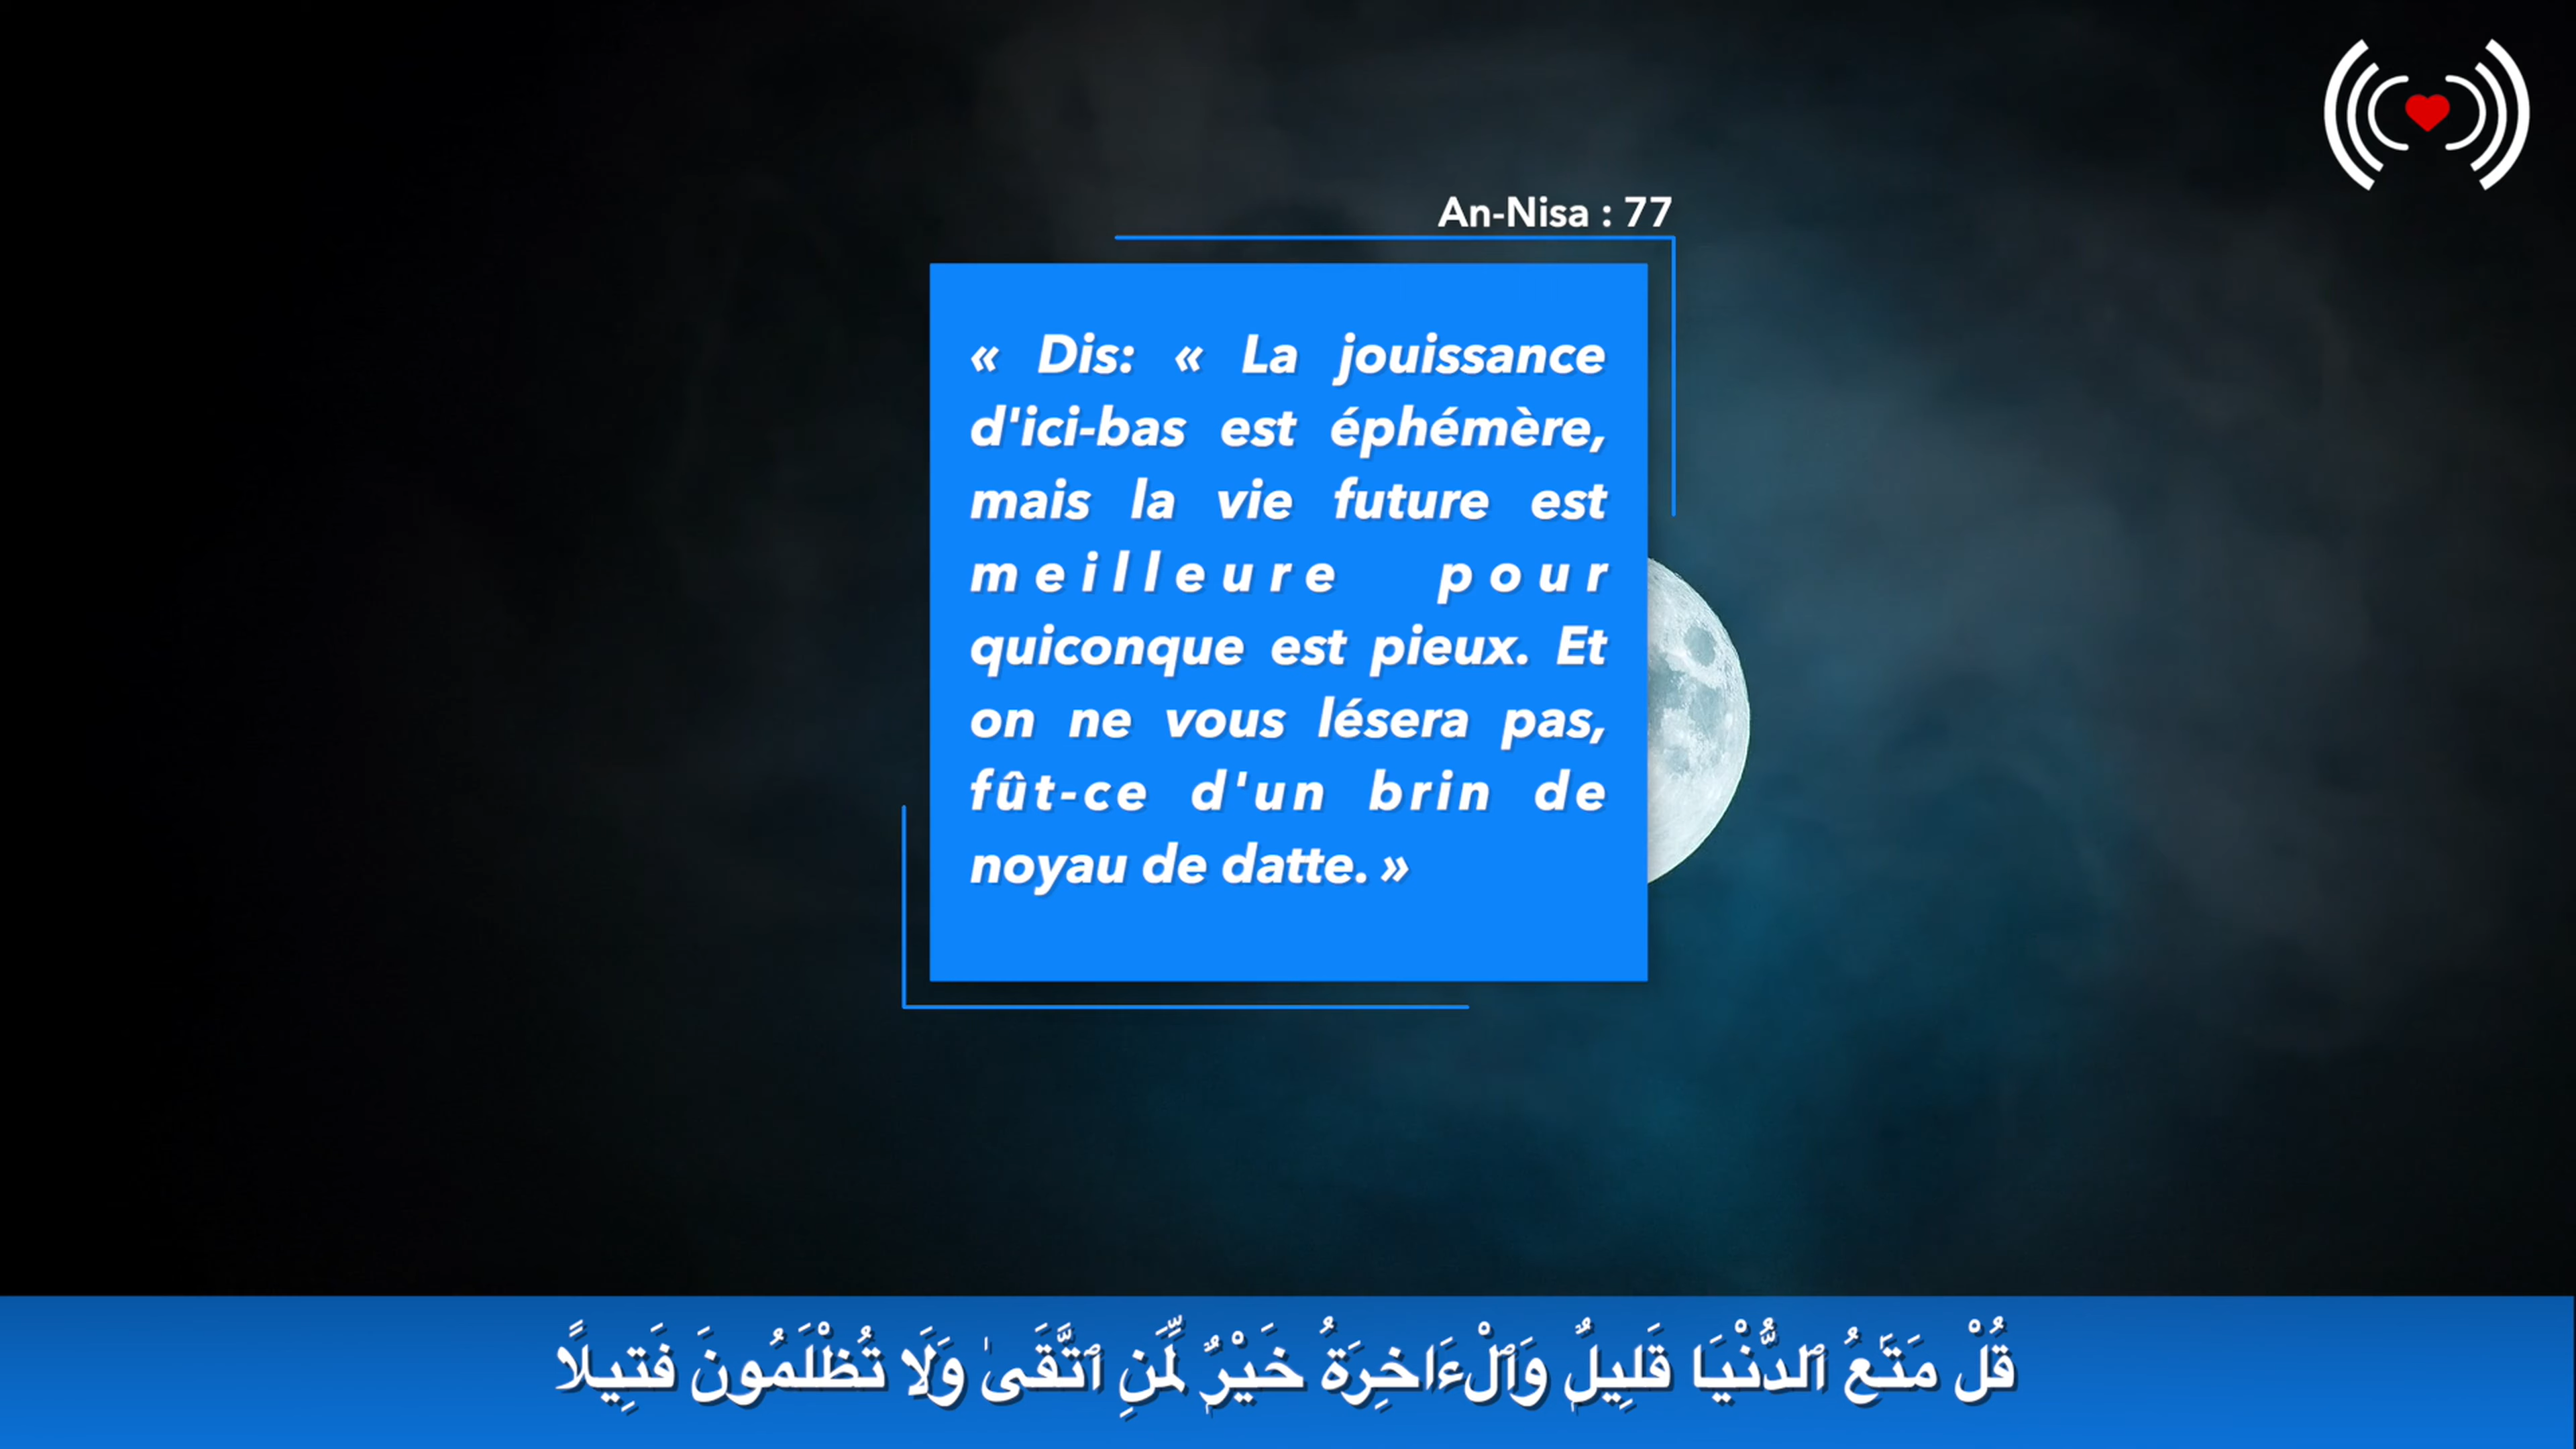 An-Nisa : 77
« Dis: « La jouissance
d'ici-bas est éphémère,
mais la vie future est
meilleure pour
quiconque est pieux. Et
on ne vous lésera pas,
fût-ce d'un brin de
noyau de datte. »
قُلْ مَتَٰعُ ٱلدُّنْيَا قَلِيلٌ وَٱلْءَاخِرَةُ خَيْرٌ لِّمَنِ ٱتَّقَىٰ وَلَا تُظْلَمُونَ فَتِيلًا